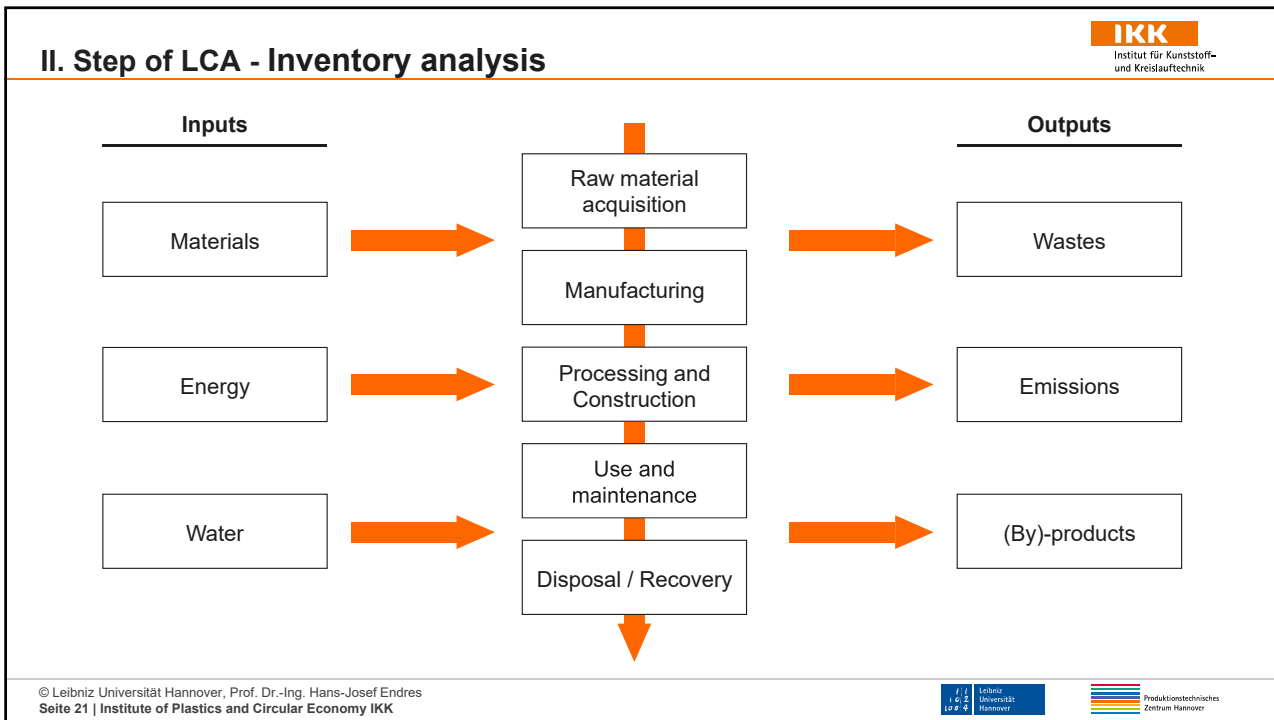 II. Step of LCA - Inventory analysis
IKK
Institut für Kunststoff-
und Kreislauftechnik
Inputs
Outputs
Raw material
acquisition
Materials
Wastes
Manufacturing
Energy
Processing and
Construction
Emissions
Use and
maintenance
Water
(By)-products
Disposal / Recovery
© Leibniz Universität Hannover, Prof. Dr.-Ing. Hans-Josef Endres
Seite 21 | Institute of Plastics and Circular Economy IKK
Leibniz
Universität
Hannover
Produktionstechnisches
Zentrum Hannover